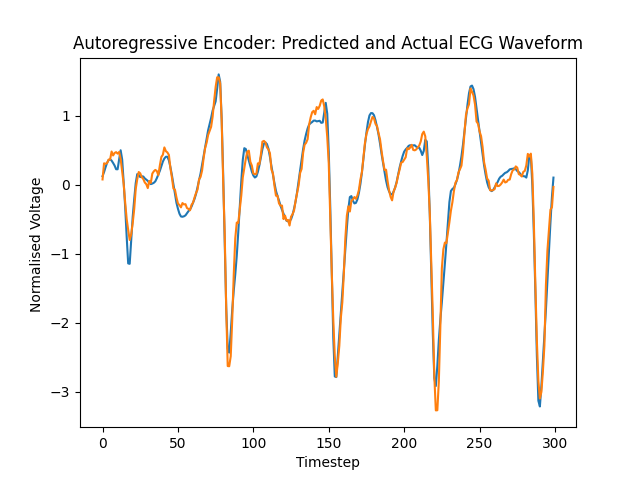 Autoregressive Encoder: Predicted and Actual ECG Waveform
1
0
−1
−2
−3
Normalised Voltage
0 50 100 150 200 250 300
Timestep